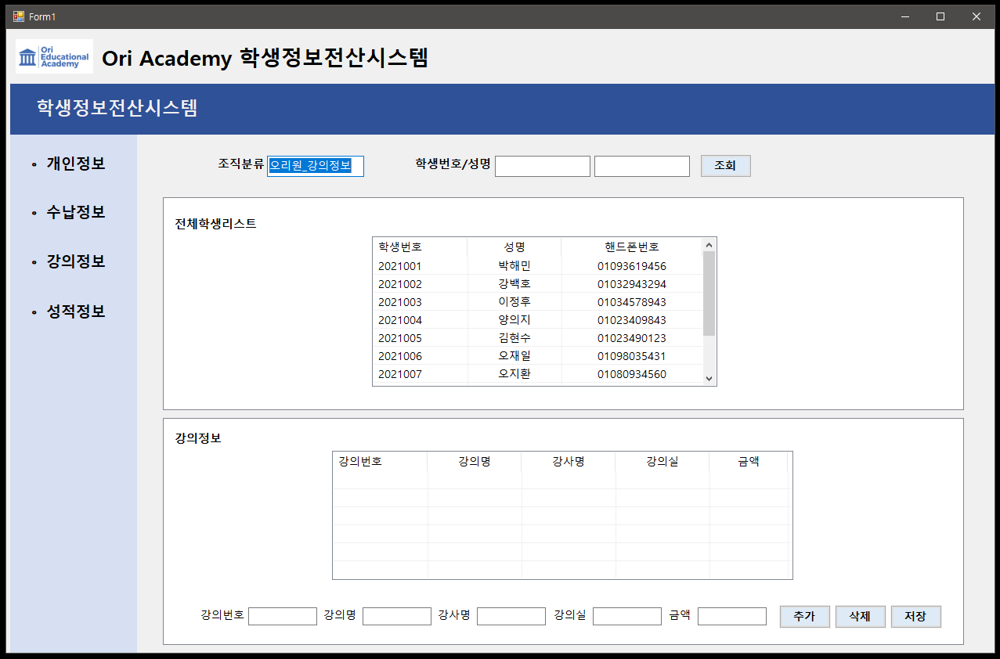 Form1
Ori
Educational
Academy
Ori Academy 학생정보전산시스템
학생정보전산시스템
• 개인정보
• 수납정보
• 강의정보
• 성적정보
조직분류 오리원_강의정보 학생번호/성명 조회
전체학생리스트
학생번호 성명 핸드폰번호
2021001 박해민 01093619456
2021002 강백호 01032943294
2021003 이정후 01034578943
2021004 양의지 01023409843
2021005 김현수 01023490123
2021006 오재일 01098035431
2021007 오지환 01080934560
강의정보
강의번호 강의명 강사명 강의실 금액
강의번호 강의명 강사명 강의실 금액 추가 삭제 저장